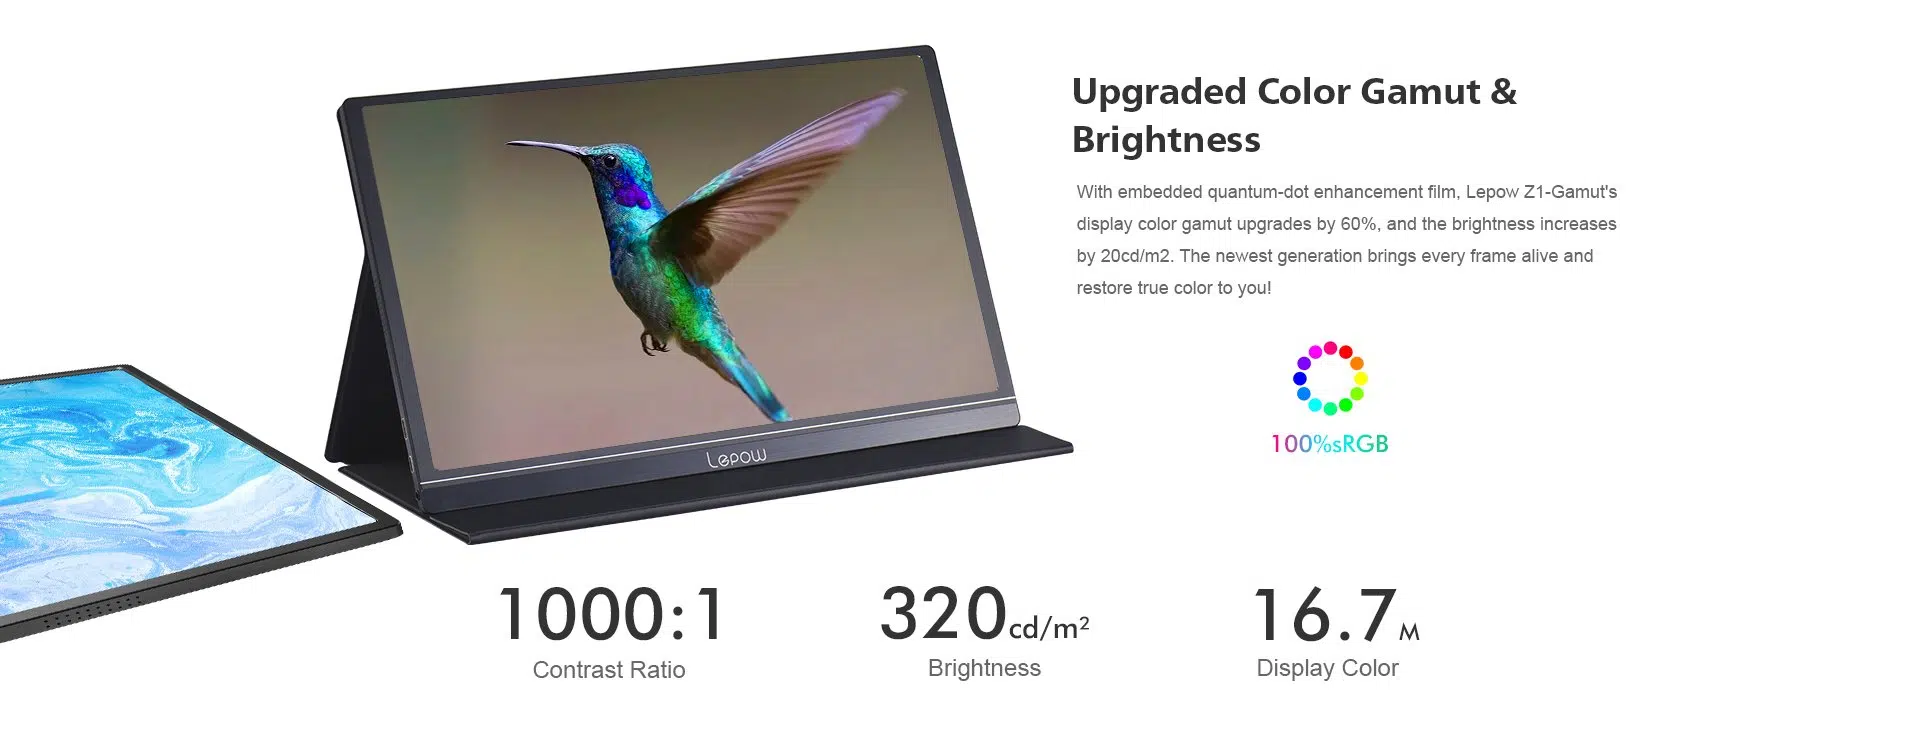 Upgraded Color Gamut &
Brightness
With embedded quantum-dot enhancement film, Lepow Z1-Gamut's
display color gamut upgrades by 60%, and the brightness increases
by 20cd/m2. The newest generation brings every frame alive and
restore true color to you!
100%sRGB
Lepow
1000:1
Contrast Ratio
320cd/m²
Brightness
16.7M
Display Color